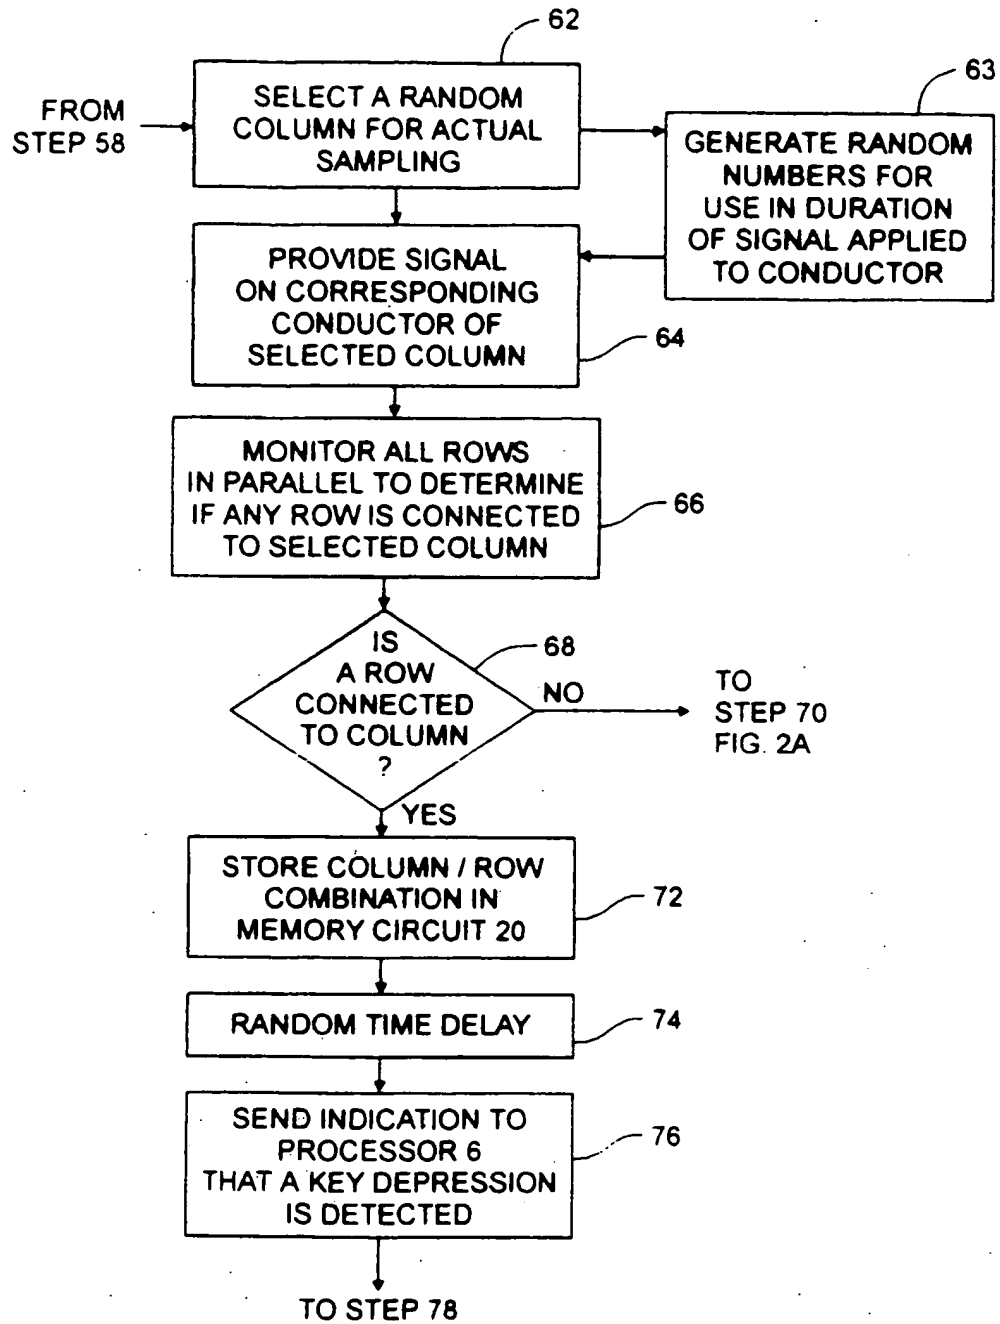 62
FROM
STEP 58
SELECT A RANDOM
COLUMN FOR ACTUAL
SAMPLING
63
GENERATE RANDOM
NUMBERS FOR
USE IN DURATION
OF SIGNAL APPLIED
TO CONDUCTOR
PROVIDE SIGNAL
ON CORRESPONDING
CONDUCTOR OF
SELECTED COLUMN
64
MONITOR ALL ROWS
IN PARALLEL TO DETERMINE
IF ANY ROW IS CONNECTED
TO SELECTED COLUMN
66
IS
A ROW
CONNECTED
TO COLUMN
?
68
NO
TO
STEP 70
FIG. 2A
YES
STORE COLUMN / ROW
COMBINATION IN
MEMORY CIRCUIT 20
72
RANDOM TIME DELAY
74
SEND INDICATION TO
PROCESSOR 6
THAT A KEY DEPRESSION
IS DETECTED
76
TO STEP 78